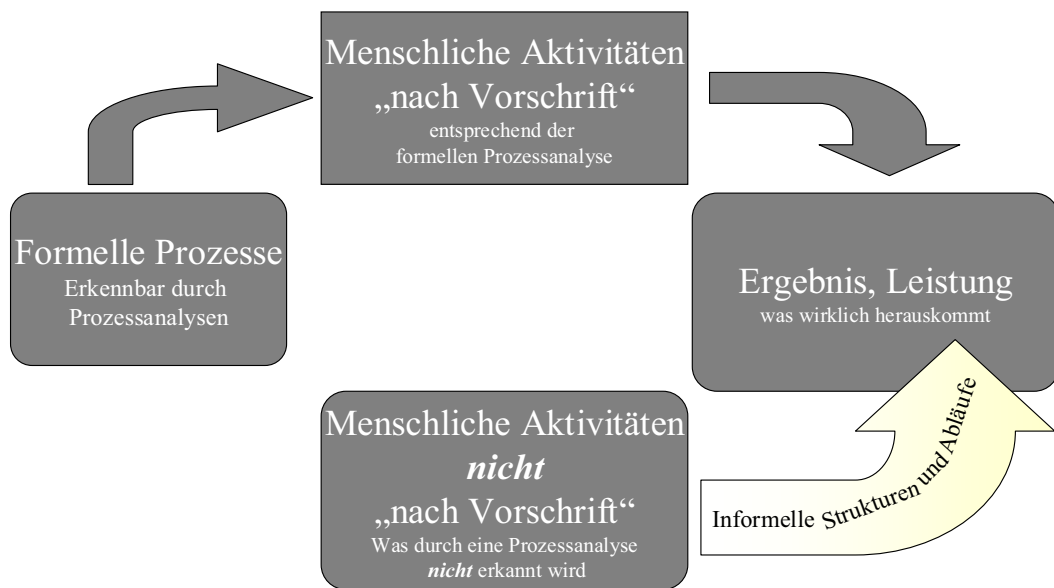 Menschliche Aktivitäten
„nach Vorschrift“
entsprechend der
formellen Prozessanalyse
Formelle Prozesse
Erkennbar durch
Prozessanalysen
Ergebnis, Leistung
was wirklich herauskommt
Menschliche Aktivitäten
nicht
„nach Vorschrift“
Was durch eine Prozessanalyse
nicht erkannt wird
Informelle Strukturen und Abläufe